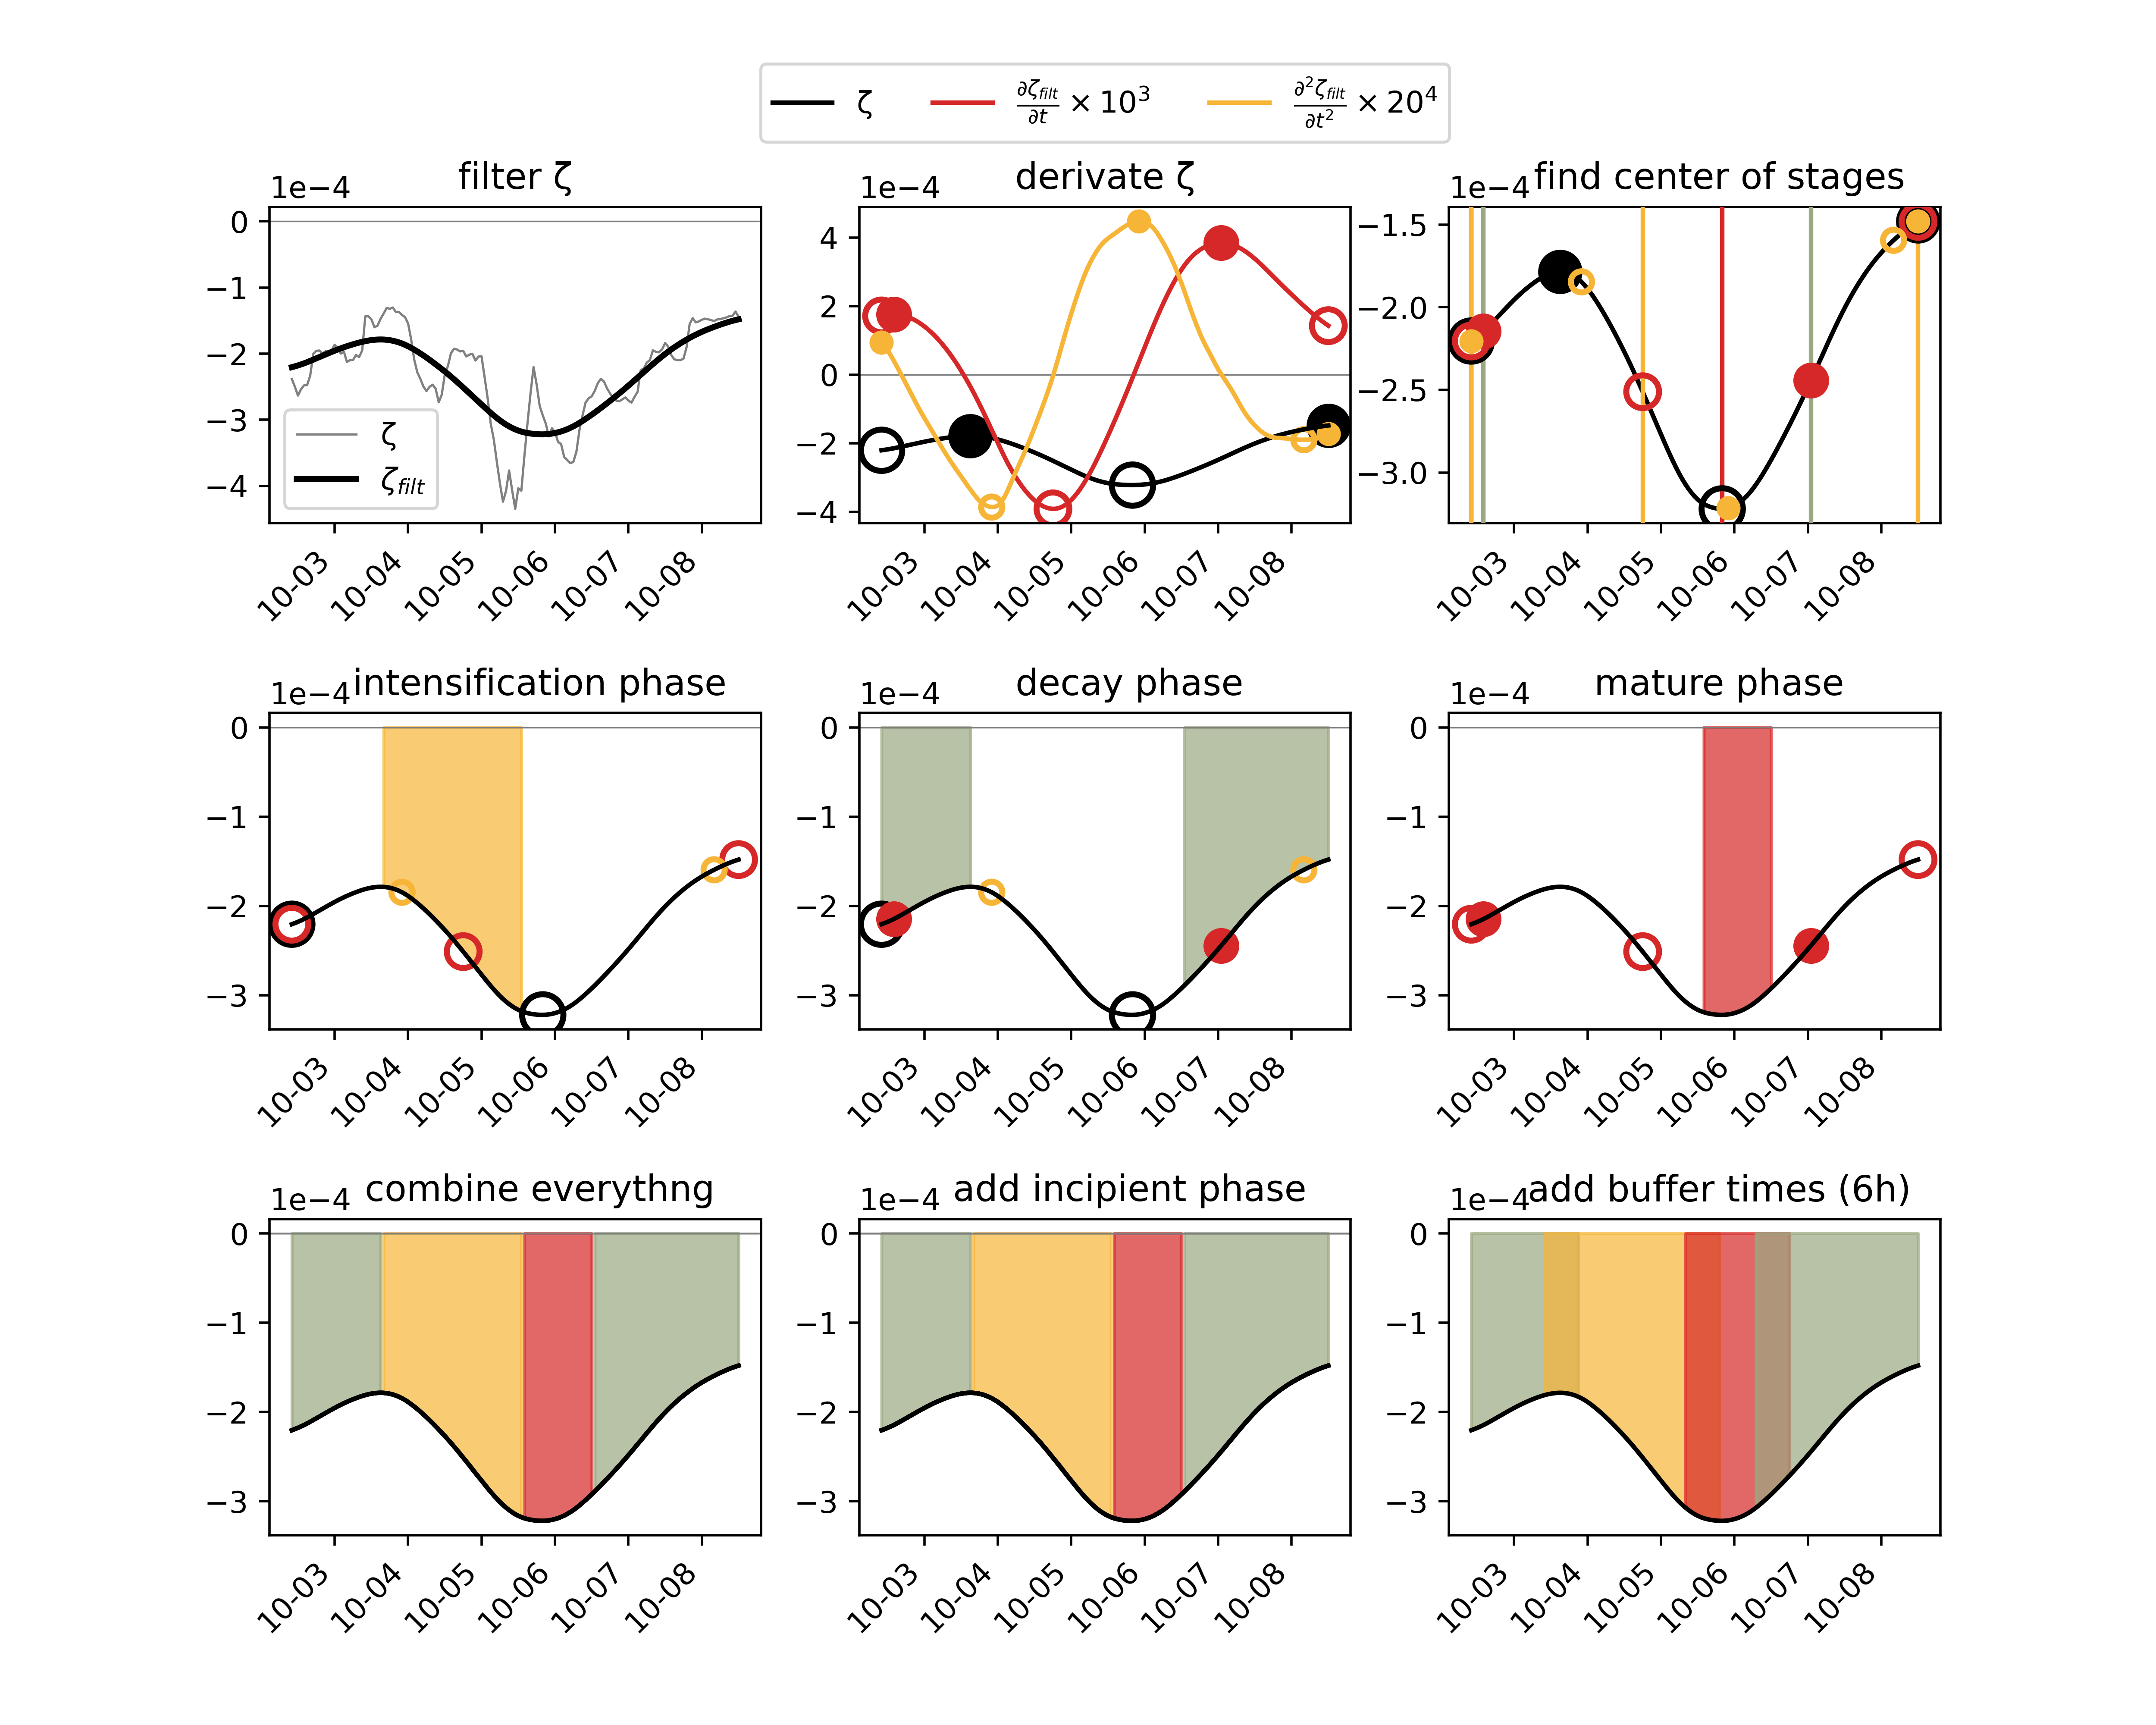 ζ ∂ζ_filt/∂t × 10³ ∂²ζ_filt/∂t² × 20⁴
filter ζ
1e−4
0
−1
−2
−3
−4
ζ
ζ_filt
10-03 10-04 10-05 10-06 10-07 10-08
derivate ζ
1e−4
4
2
0
−2
−4
10-03 10-04 10-05 10-06 10-07 10-08
find center of stages
1e−4
−1.5
−2.0
−2.5
−3.0
10-03 10-04 10-05 10-06 10-07 10-08
intensification phase
1e−4
0
−1
−2
−3
10-03 10-04 10-05 10-06 10-07 10-08
decay phase
1e−4
0
−1
−2
−3
10-03 10-04 10-05 10-06 10-07 10-08
mature phase
1e−4
0
−1
−2
−3
10-03 10-04 10-05 10-06 10-07 10-08
combine everythng
1e−4
0
−1
−2
−3
10-03 10-04 10-05 10-06 10-07 10-08
add incipient phase
1e−4
0
−1
−2
−3
10-03 10-04 10-05 10-06 10-07 10-08
add buffer times (6h)
1e−4
0
−1
−2
−3
10-03 10-04 10-05 10-06 10-07 10-08